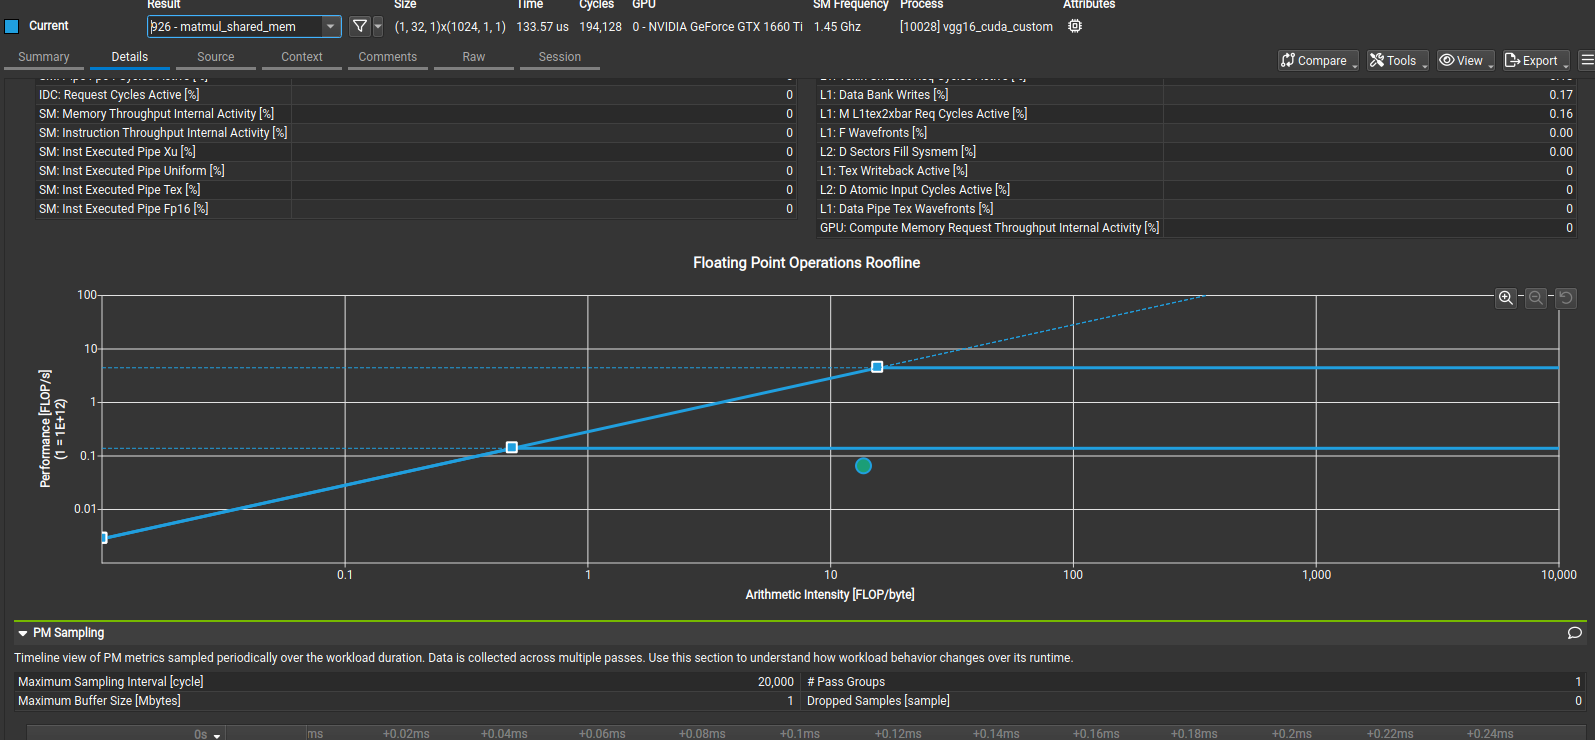 Result Size Time Cycles GPU SM Frequency Process Attributes
Current 926 - matmul_shared_mem (1, 32, 1)x(1024, 1, 1) 133.57 us 194,128 0 - NVIDIA GeForce GTX 1660 Ti 1.45 Ghz [10028] vgg16_cuda_custom
Summary Details Source Context Comments Raw Session Compare Tools View Export
IDC: Request Cycles Active [%] 0 L1: Data Bank Writes [%] 0.17
SM: Memory Throughput Internal Activity [%] 0 L1: M L1tex2xbar Req Cycles Active [%] 0.16
SM: Instruction Throughput Internal Activity [%] 0 L1: F Wavefronts [%] 0.00
SM: Inst Executed Pipe Xu [%] 0 L2: D Sectors Fill Sysmem [%] 0.00
SM: Inst Executed Pipe Uniform [%] 0 L1: Tex Writeback Active [%] 0
SM: Inst Executed Pipe Tex [%] 0 L2: D Atomic Input Cycles Active [%] 0
SM: Inst Executed Pipe Fp16 [%] 0 L1: Data Pipe Tex Wavefronts [%] 0
GPU: Compute Memory Request Throughput Internal Activity [%] 0
Floating Point Operations Roofline
100
10
1
0.1
0.01
Performance [FLOP/s]
(1 = 1E+12)
0.1 1 10 100 1,000 10,000
Arithmetic Intensity [FLOP/byte]
PM Sampling
Timeline view of PM metrics sampled periodically over the workload duration. Data is collected across multiple passes. Use this section to understand how workload behavior changes over its runtime.
Maximum Sampling Interval [cycle] 20,000 # Pass Groups 1
Maximum Buffer Size [Mbytes] 1 Dropped Samples [sample] 0
0s ms +0.02ms +0.04ms +0.06ms +0.08ms +0.1ms +0.12ms +0.14ms +0.16ms +0.18ms +0.2ms +0.22ms +0.24ms